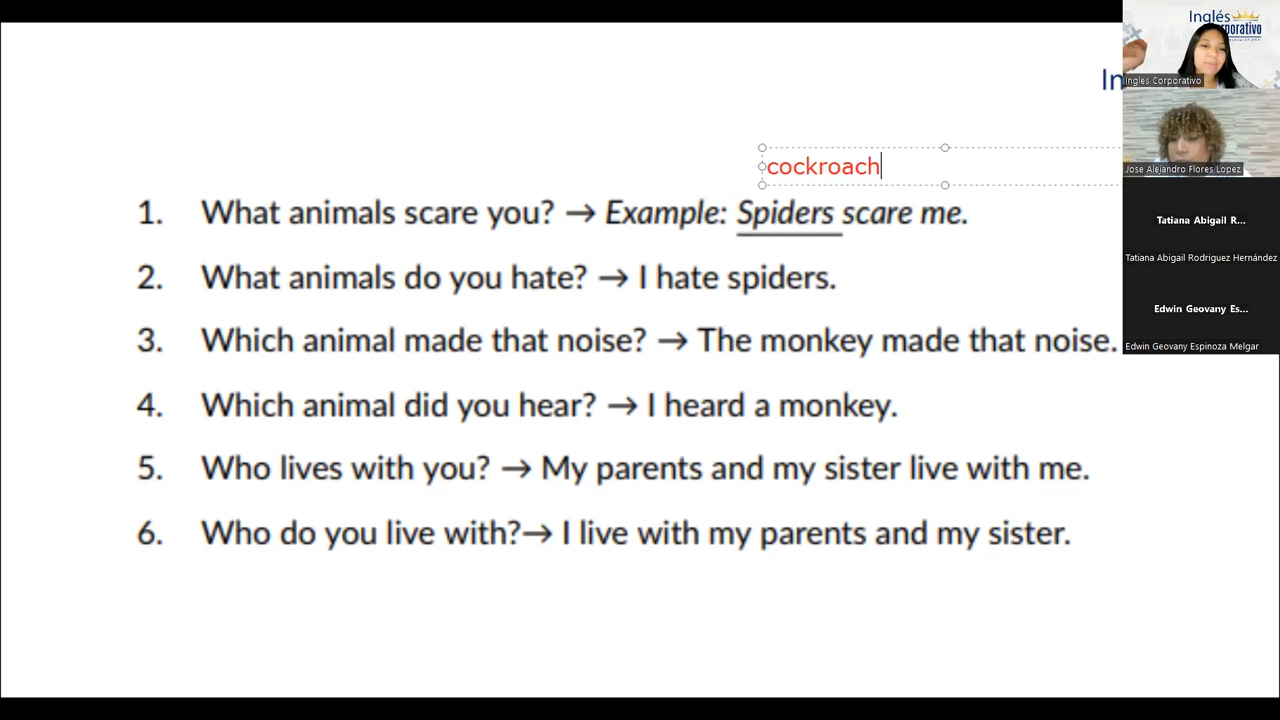 Inglés
In
Ingles Corporativo
cockroach
Jose Alejandro Flores Lopez
1. What animals scare you? → Example: Spiders scare me.
Tatiana Abigail R...
Tatiana Abigail Rodriguez Hernández
2. What animals do you hate? → I hate spiders.
Edwin Geovany Es...
Edwin Geovany Espinoza Melgar
3. Which animal made that noise? → The monkey made that noise.
4. Which animal did you hear? → I heard a monkey.
5. Who lives with you? → My parents and my sister live with me.
6. Who do you live with?→ I live with my parents and my sister.